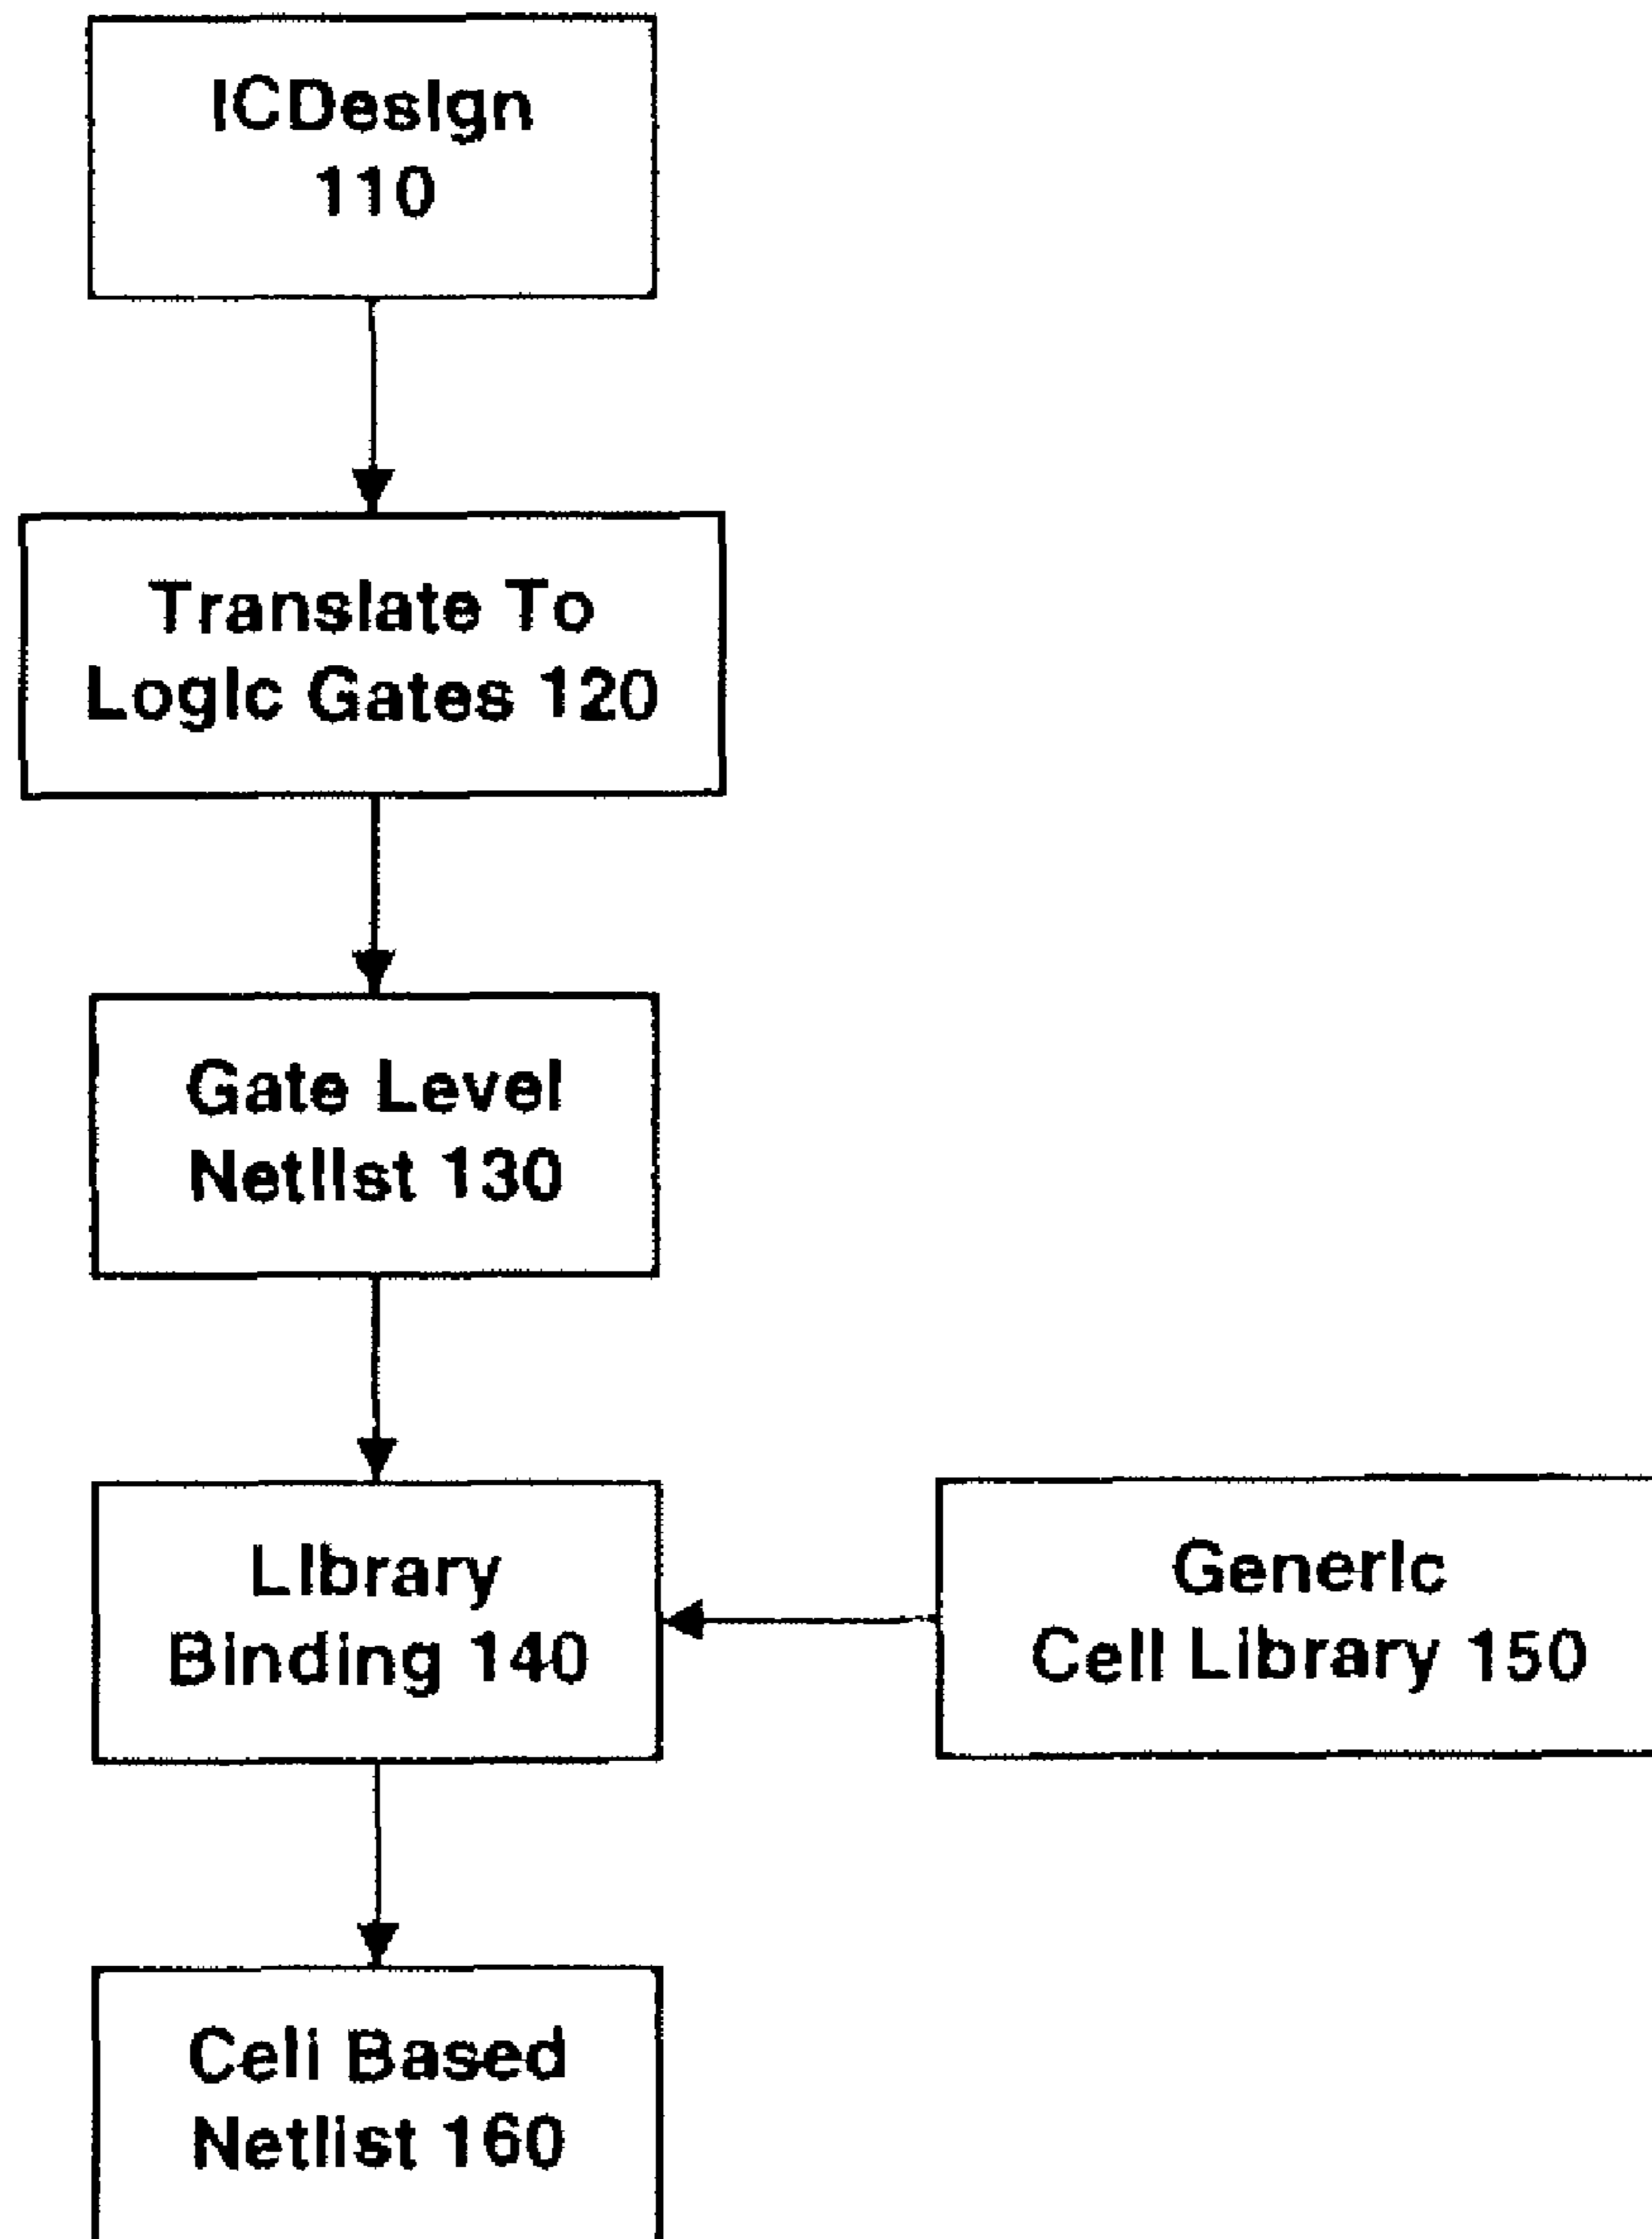 ICDesign
110
Translate To
Logic Gates 120
Gate Level
Netlist 130
Library
Binding 140
Generic
Cell Library 150
Cell Based
Netlist 160